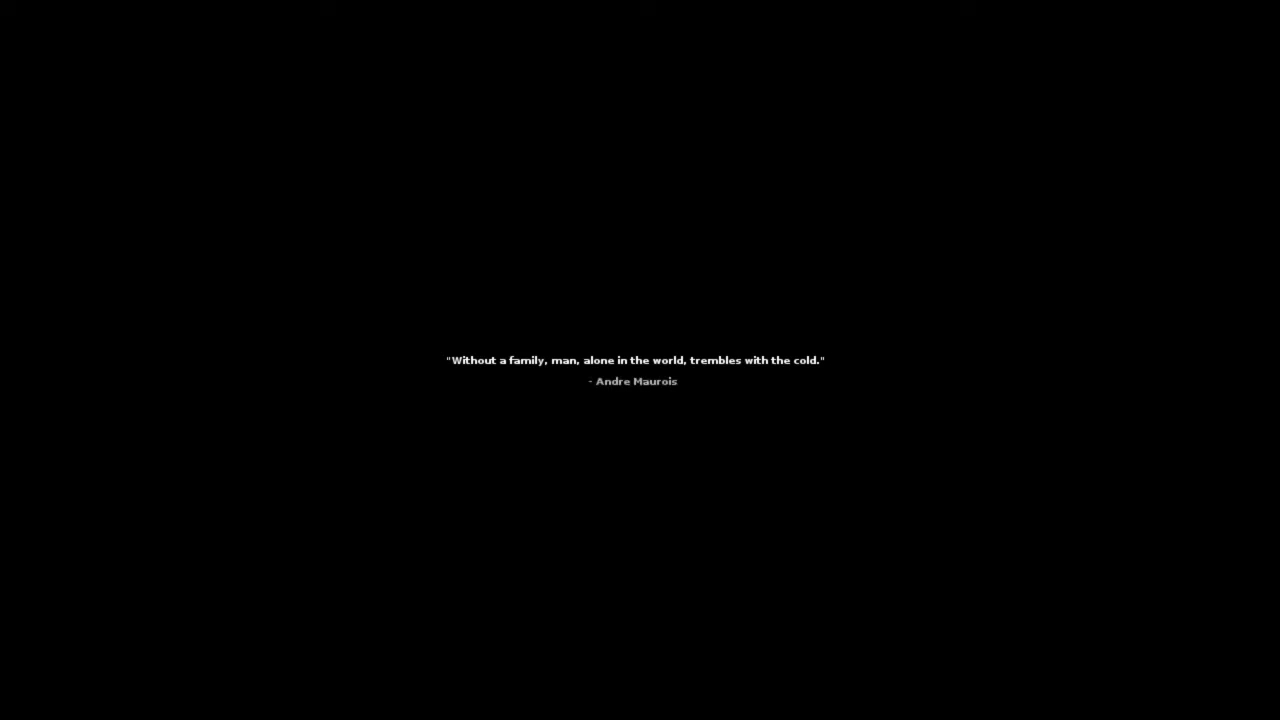 "Without a family, man, alone in the world, trembles with the cold."
- Andre Maurois